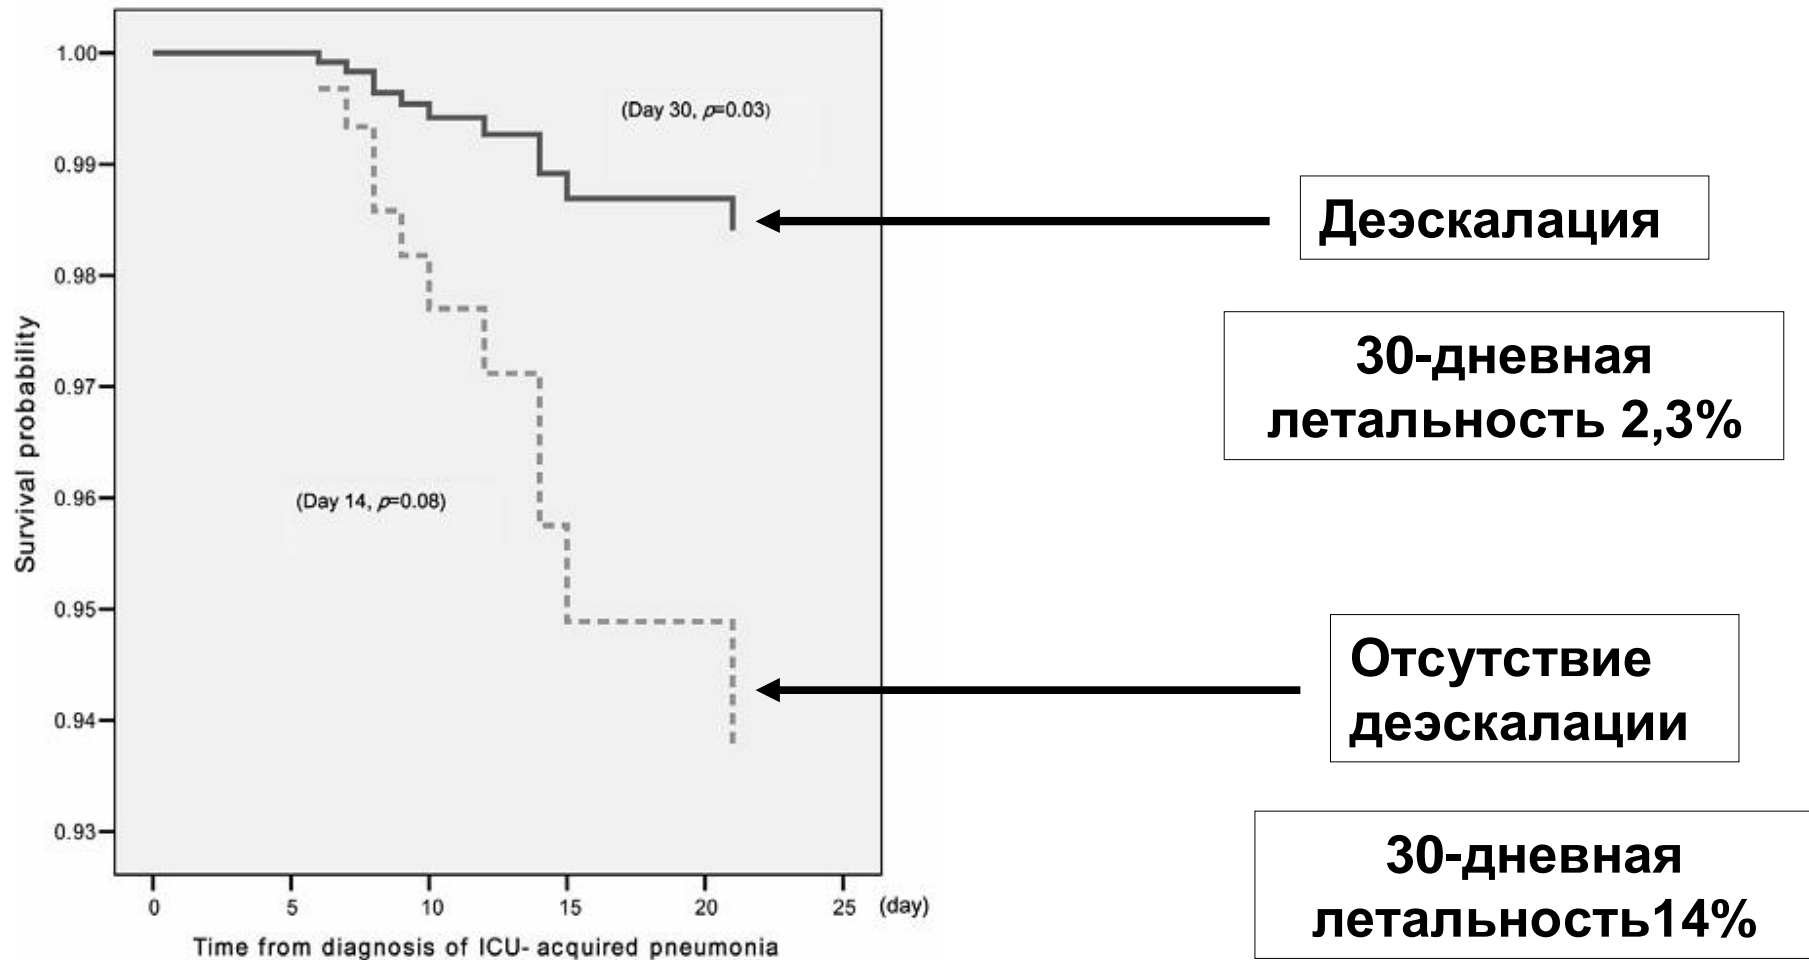 1.00
0.99
0.98
0.97
0.96
0.95
0.94
0.93
Survival probability
(Day 30, p=0.03)
(Day 14, p=0.08)
0 5 10 15 20 25 (day)
Time from diagnosis of ICU- acquired pneumonia
Деэскалация
30-дневная
летальность 2,3%
Отсутствие
деэскалации
30-дневная
летальность14%